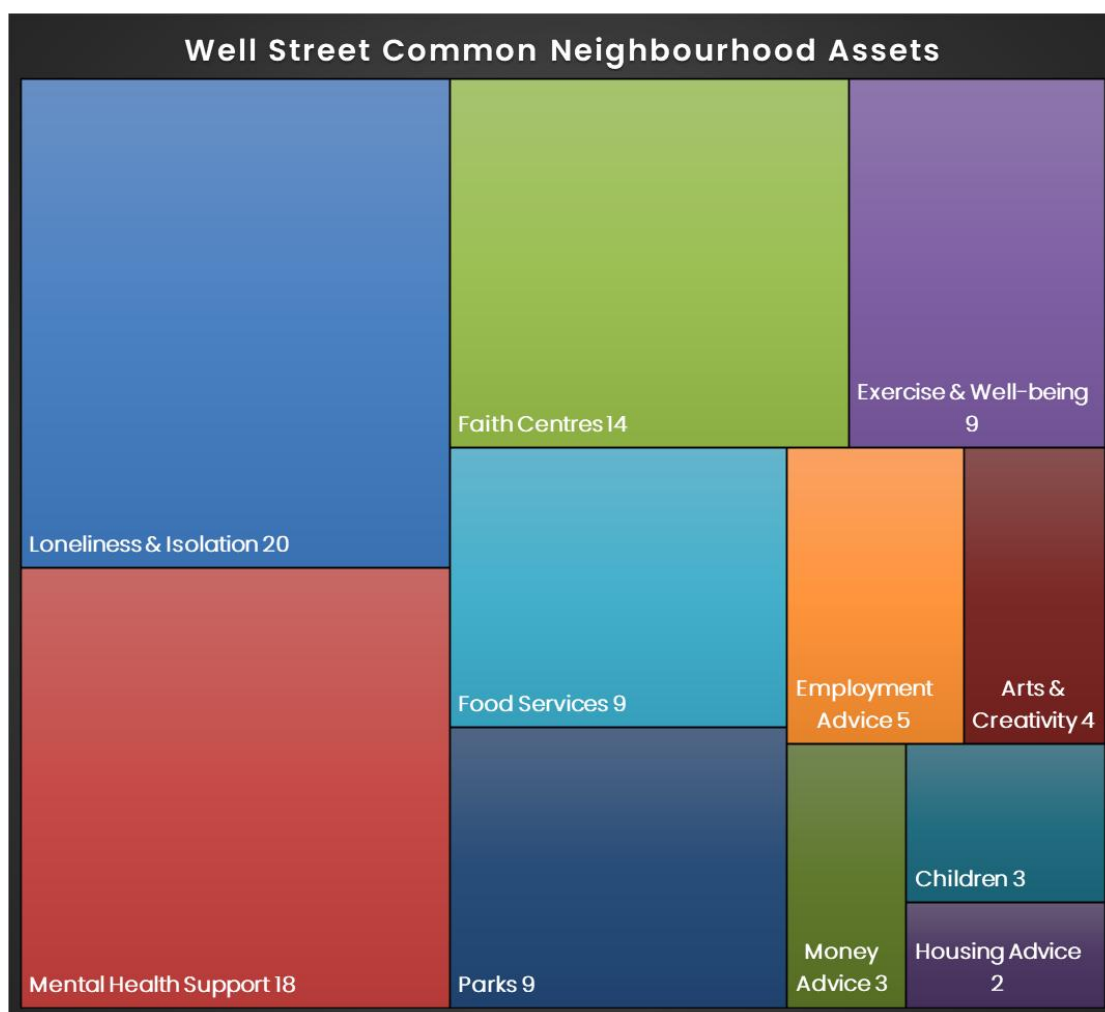 Well Street Common Neighbourhood Assets
Loneliness & Isolation 20
Mental Health Support 18
Faith Centres 14
Exercise & Well-being
9
Food Services 9
Parks 9
Employment
Advice 5
Arts &
Creativity 4
Money
Advice 3
Children 3
Housing Advice
2